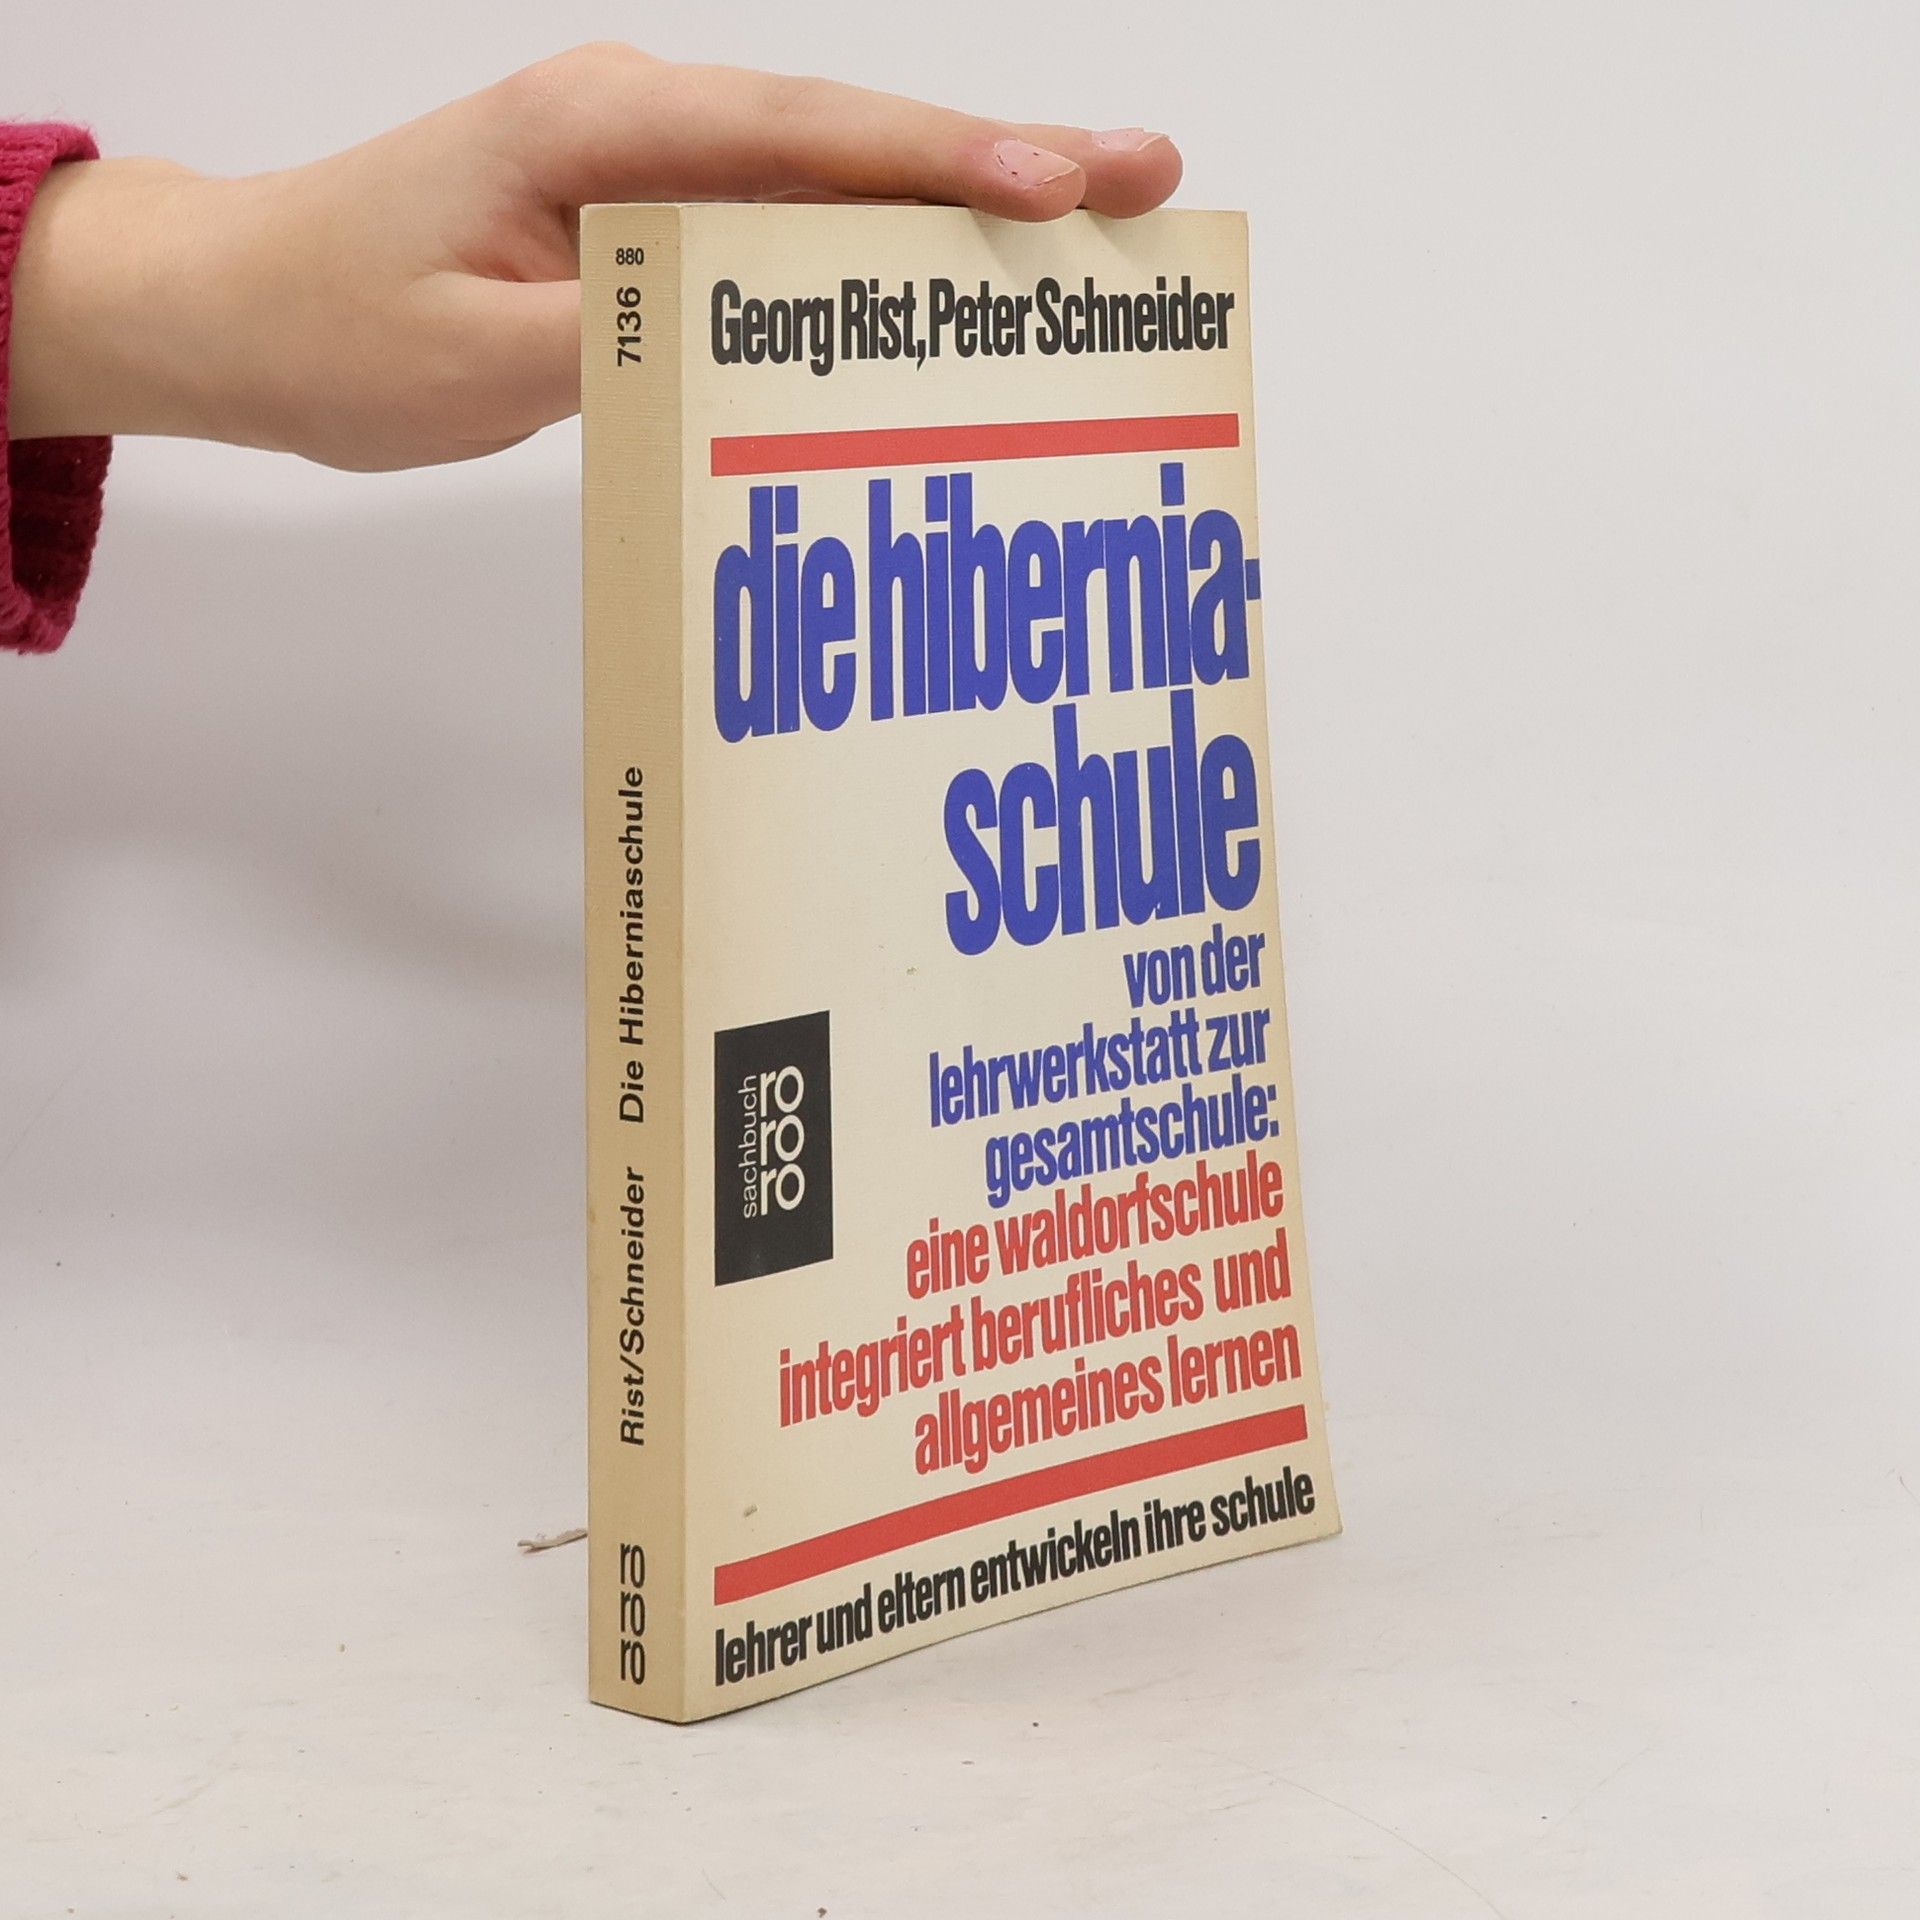 Georg Rist, Peter Schneider
die hibernia-
schule
von der
lehrwerkstatt zur
gesamtschule:
eine waldorfschule
integriert berufliches und
allgemeines lernen
lehrer und eltern entwickeln ihre schule
sachbuch
rororo
880
7136
Rist/Schneider Die Hiberniaschule
rororo